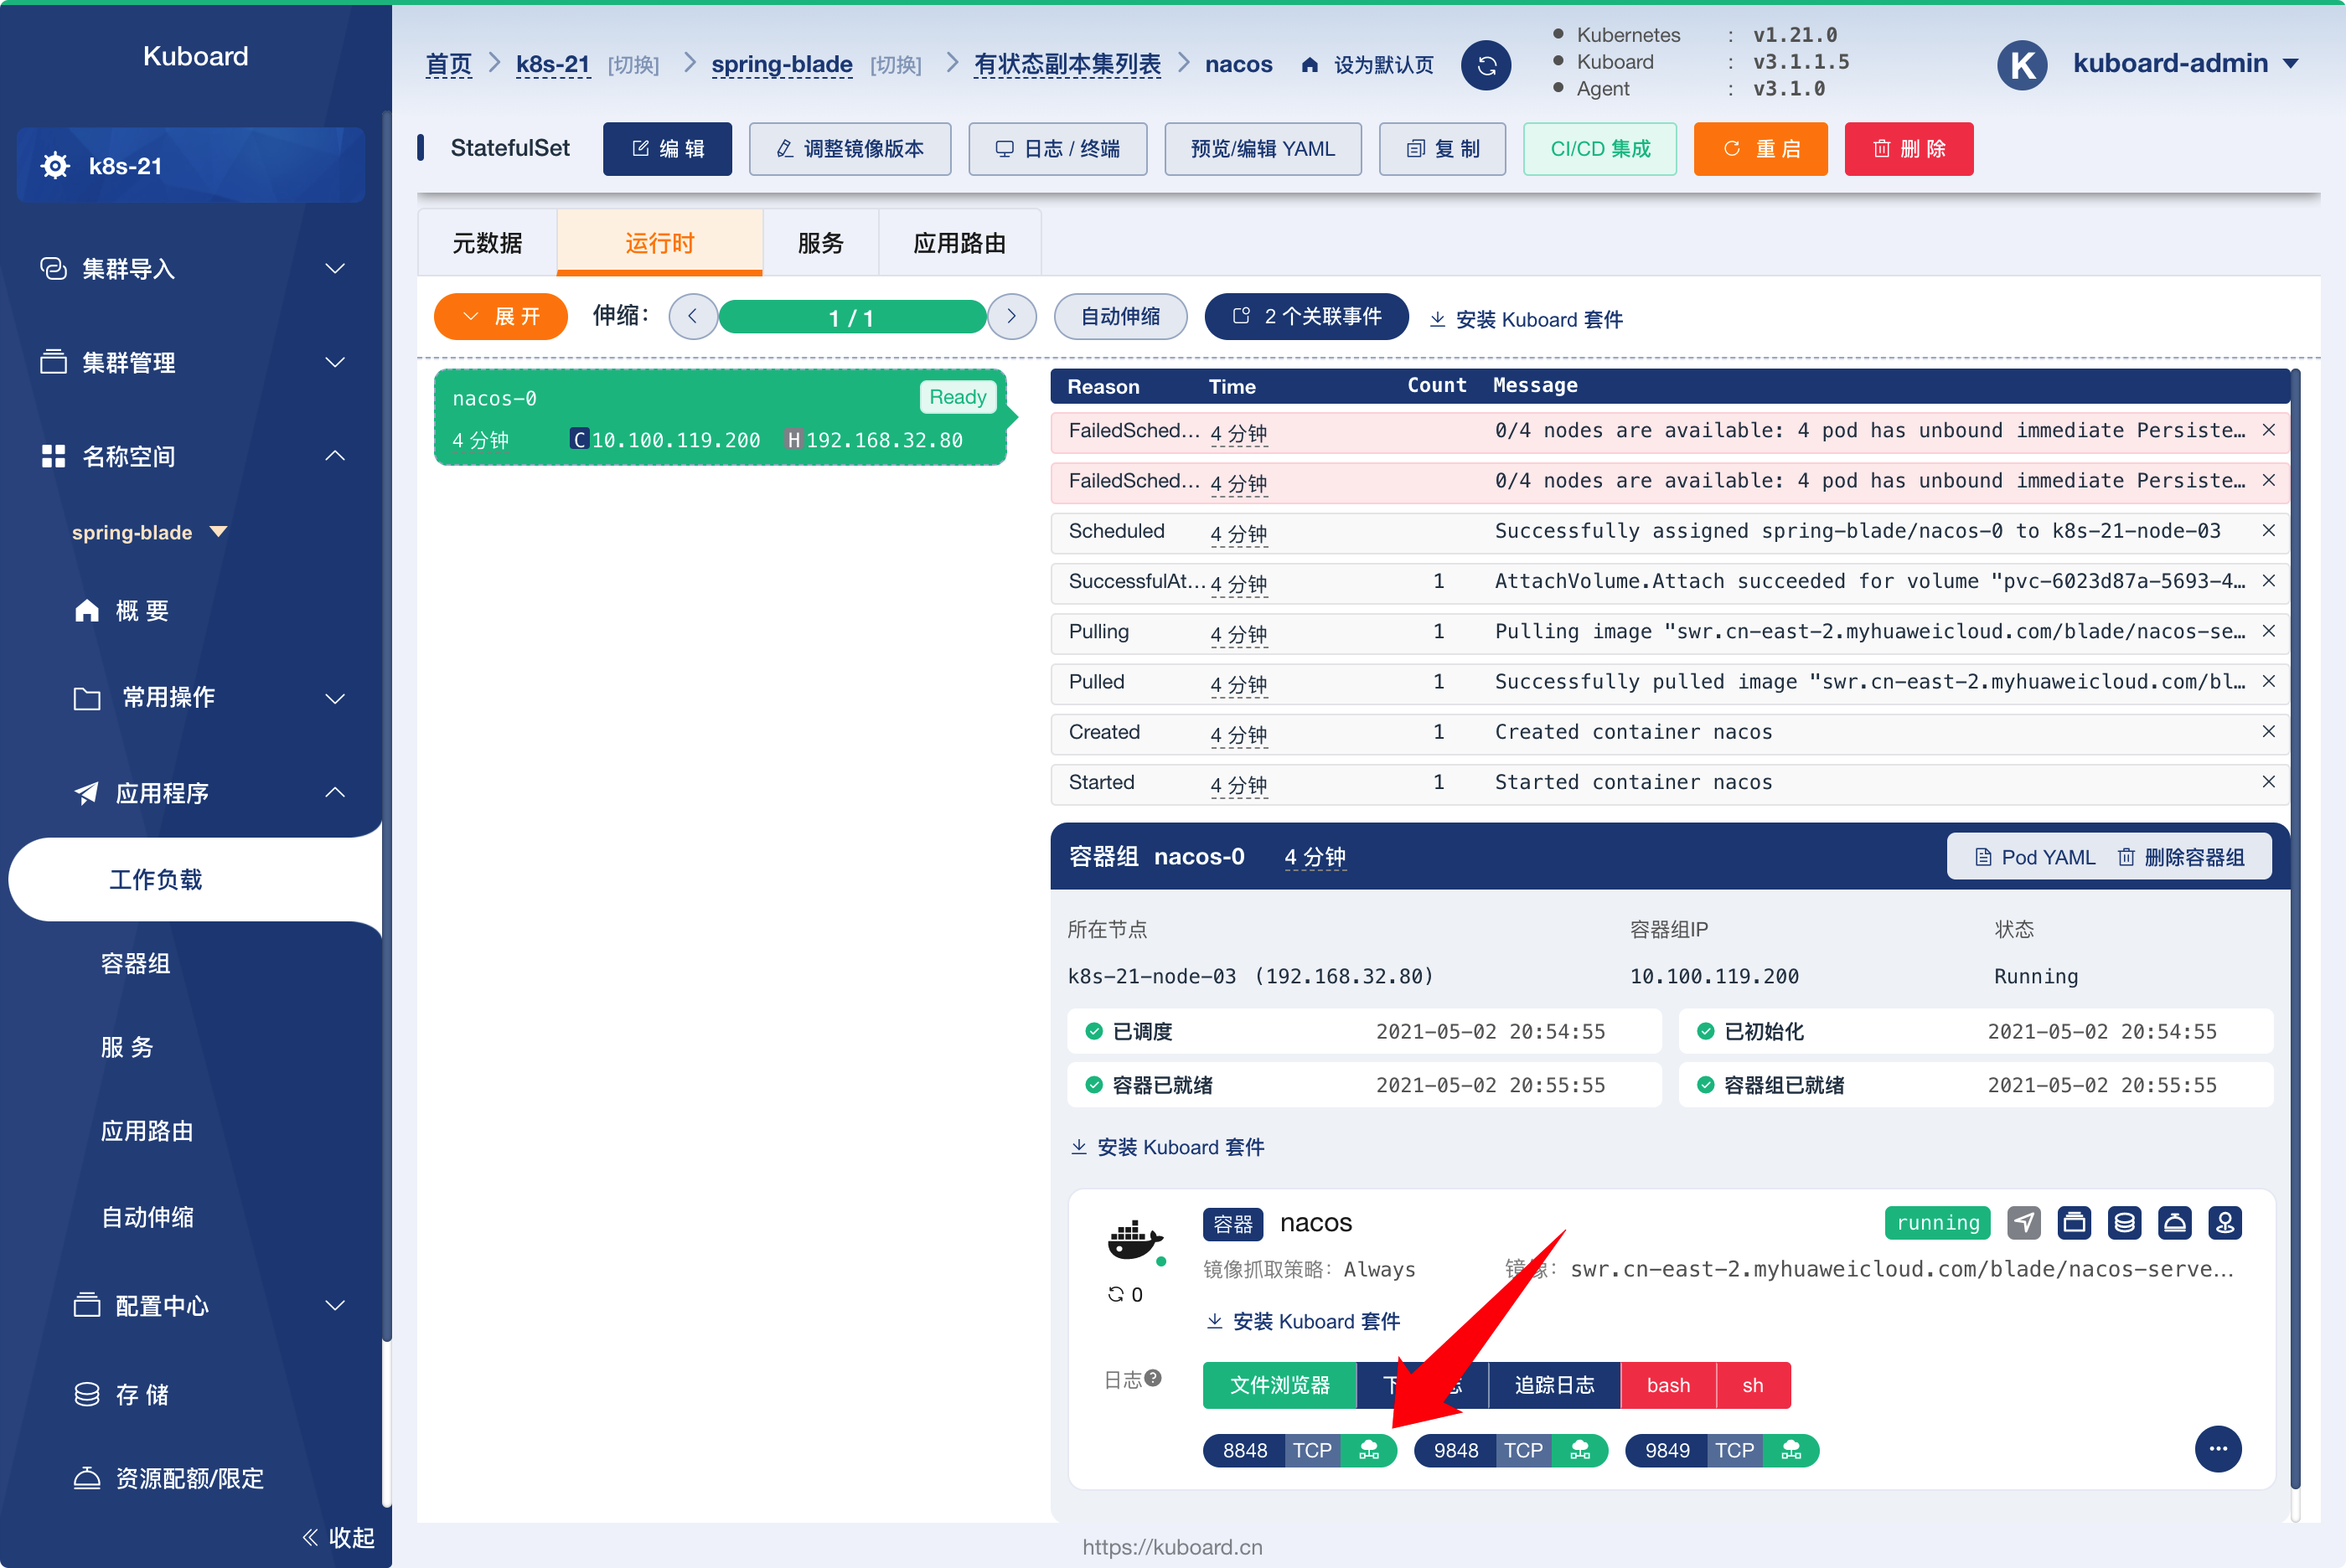 Kuboard
k8s-21
集群导入
集群管理
名称空间
spring-blade
概 要
常用操作
应用程序
工作负载
容器组
服 务
应用路由
自动伸缩
配置中心
存 储
资源配额/限定
收起
首页 k8s-21 [切换] spring-blade [切换] 有状态副本集列表 nacos 设为默认页
Kubernetes : v1.21.0
Kuboard : v3.1.1.5
Agent : v3.1.0
K kuboard-admin
StatefulSet 编 辑 调整镜像版本 日志 / 终端 预览/编辑 YAML 复 制 CI/CD 集成 重 启 删 除
元数据 运行时 服务 应用路由
展 开 伸缩： 1 / 1 自动伸缩 2 个关联事件 安装 Kuboard 套件
nacos-0 Ready
4 分钟 C 10.100.119.200 H 192.168.32.80
Reason Time Count Message
FailedSched... 4 分钟 0/4 nodes are available: 4 pod has unbound immediate Persiste...
FailedSched... 4 分钟 0/4 nodes are available: 4 pod has unbound immediate Persiste...
Scheduled 4 分钟 Successfully assigned spring-blade/nacos-0 to k8s-21-node-03
SuccessfulAt... 4 分钟 1 AttachVolume.Attach succeeded for volume "pvc-6023d87a-5693-4...
Pulling 4 分钟 1 Pulling image "swr.cn-east-2.myhuaweicloud.com/blade/nacos-se...
Pulled 4 分钟 1 Successfully pulled image "swr.cn-east-2.myhuaweicloud.com/bl...
Created 4 分钟 1 Created container nacos
Started 4 分钟 1 Started container nacos
容器组 nacos-0 4 分钟 Pod YAML 删除容器组
所在节点 容器组IP 状态
k8s-21-node-03 (192.168.32.80) 10.100.119.200 Running
已调度 2021-05-02 20:54:55 已初始化 2021-05-02 20:54:55
容器已就绪 2021-05-02 20:55:55 容器组已就绪 2021-05-02 20:55:55
安装 Kuboard 套件
容器 nacos running
镜像抓取策略： Always 镜像： swr.cn-east-2.myhuaweicloud.com/blade/nacos-serve...
0
安装 Kuboard 套件
日志 文件浏览器 下 志 追踪日志 bash sh
8848 TCP 9848 TCP 9849 TCP
https://kuboard.cn